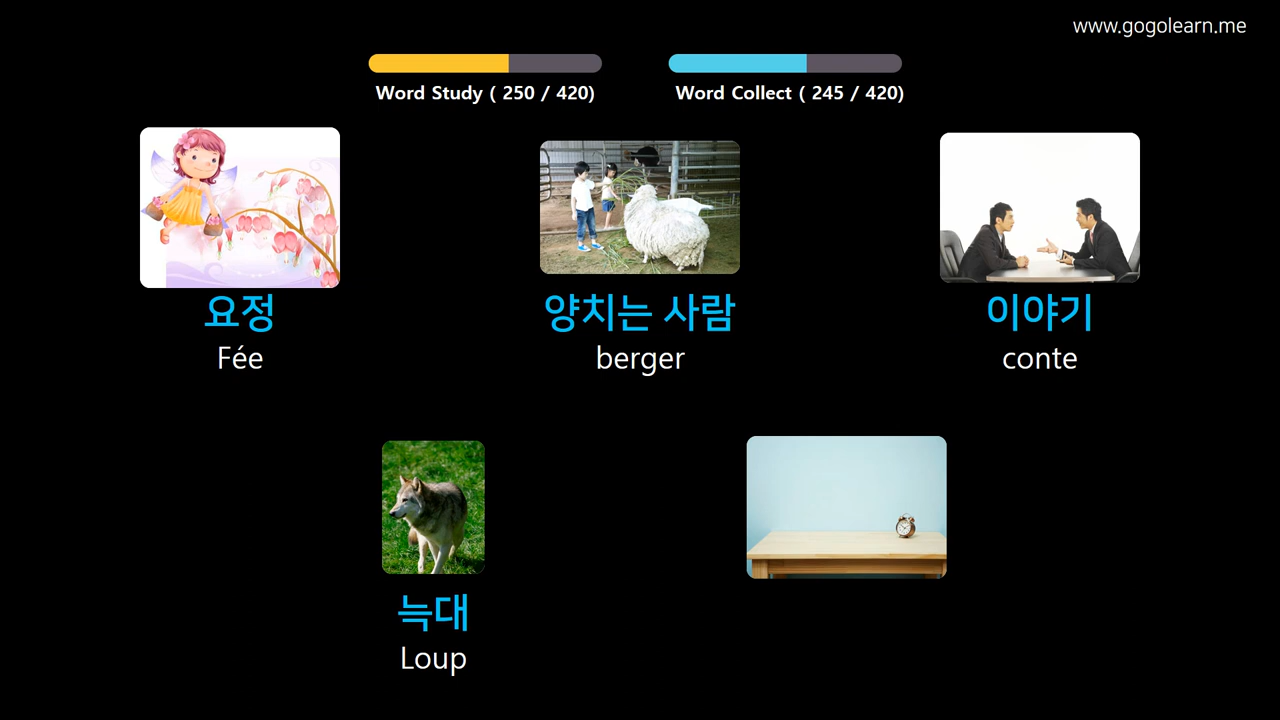 www.gogolearn.me
Word Study ( 250 / 420)
Word Collect ( 245 / 420)
요정
Fée
양치는 사람
berger
이야기
conte
늑대
Loup